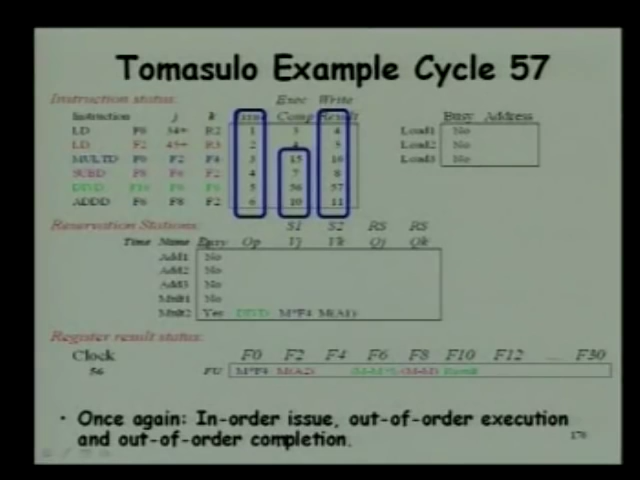 Tomasulo Example Cycle 57
Instruction status: Exec Write
Instruction j k Issue Comp Result Busy Address
LD F6 34+ R2 1 3 4 Load1 No
LD F2 45+ R3 2 4 5 Load2 No
MULTD F0 F2 F4 3 15 16 Load3 No
SUBD F8 F6 F2 4 7 8
DIVD F10 F0 F6 5 56 57
ADDD F6 F8 F2 6 10 11
Reservation Stations: S1 S2 RS RS
Time Name Busy Op Vj Vk Qj Qk
Add1 No
Add2 No
Add3 No
Mult1 No
Mult2 Yes DIVD M*F4 M(A1)
Register result status:
Clock F0 F2 F4 F6 F8 F10 F12 ... F30
56 FU M*F4 M(A2) (M-M) Result
• Once again: In-order issue, out-of-order execution
and out-of-order completion.